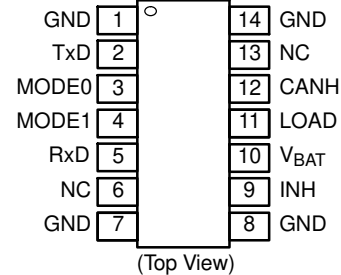 GND 1 14 GND
TxD 2 13 NC
MODE0 3 12 CANH
MODE1 4 11 LOAD
RxD 5 10 VBAT
NC 6 9 INH
GND 7 8 GND
(Top View)